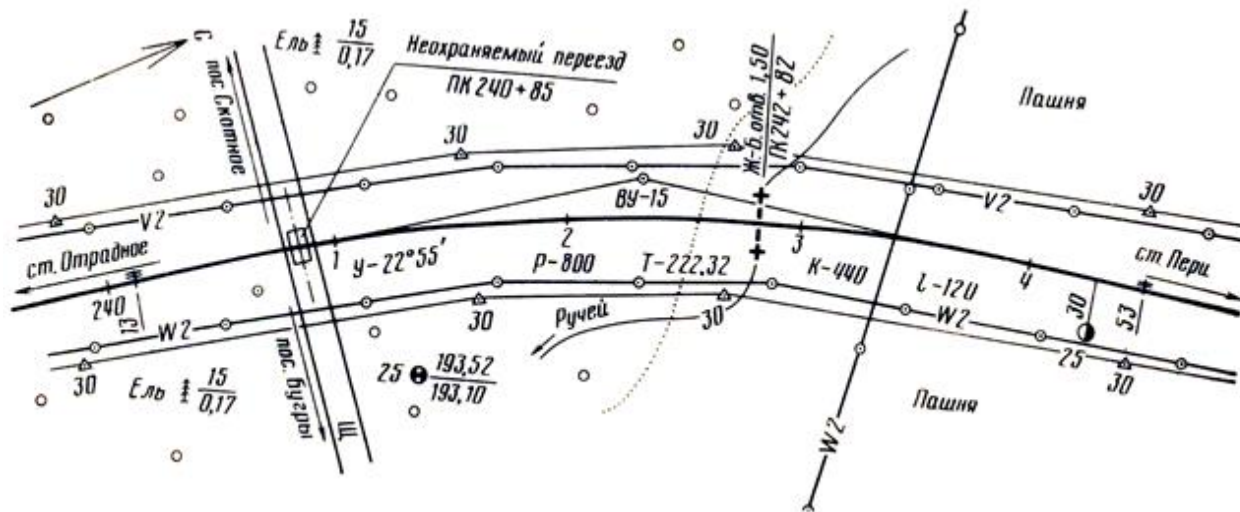 С
Ель 15
0,17
Неохраняемый переезд
ПК 240 + 85
пос. Скотное
30
30
30
Ж-б. отв. 1,50
ПК 242 + 82
Пашня
30
V2
V2
ВУ-15
ст. Отрадное
240
13
1
у-22°55′
2
Р-800
Т-222,32
3
К-440
l-120
4
ст. Пери
30
53
W2
W2
30
30
Ручей
30
25
30
Ель 15
0,17
пос. Бугры
Щ
25
193,52
193,10
W2
Пашня